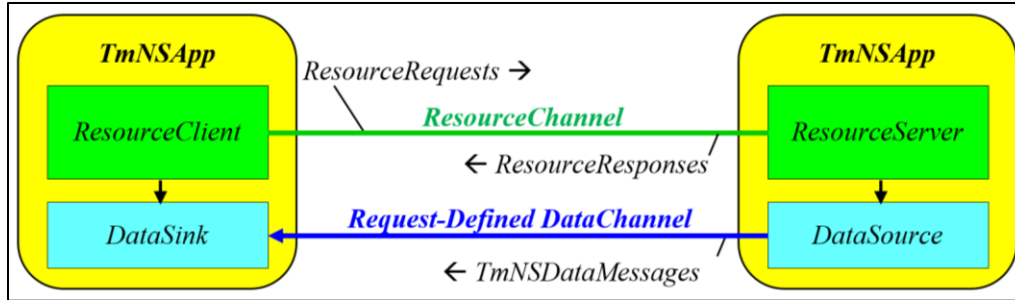 TmNSApp
TmNSApp
ResourceRequests →
ResourceClient
ResourceChannel
ResourceServer
← ResourceResponses
DataSink
Request-Defined DataChannel
DataSource
← TmNSDataMessages